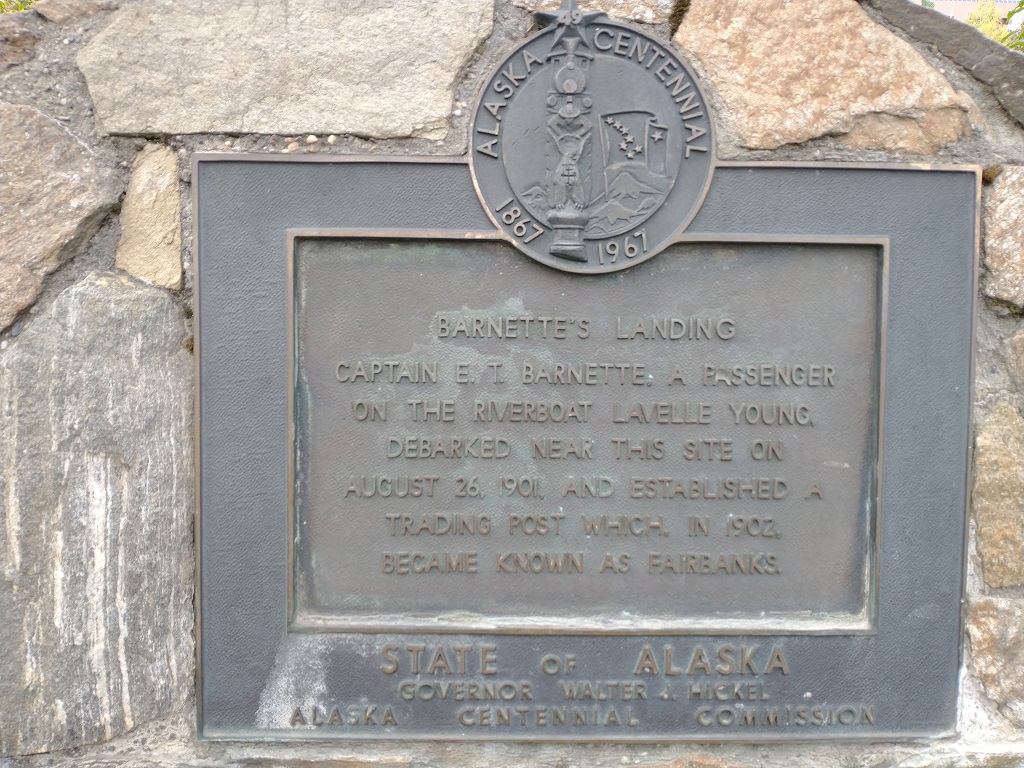 ALASKA CENTENNIAL
1867 1967
BARNETTE'S LANDING
CAPTAIN E. T. BARNETTE, A PASSENGER
ON THE RIVERBOAT LAVELLE YOUNG,
DEBARKED NEAR THIS SITE ON
AUGUST 26, 1901, AND ESTABLISHED A
TRADING POST WHICH, IN 1902,
BECAME KNOWN AS FAIRBANKS.
STATE OF ALASKA
GOVERNOR WALTER J. HICKEL
ALASKA CENTENNIAL COMMISSION